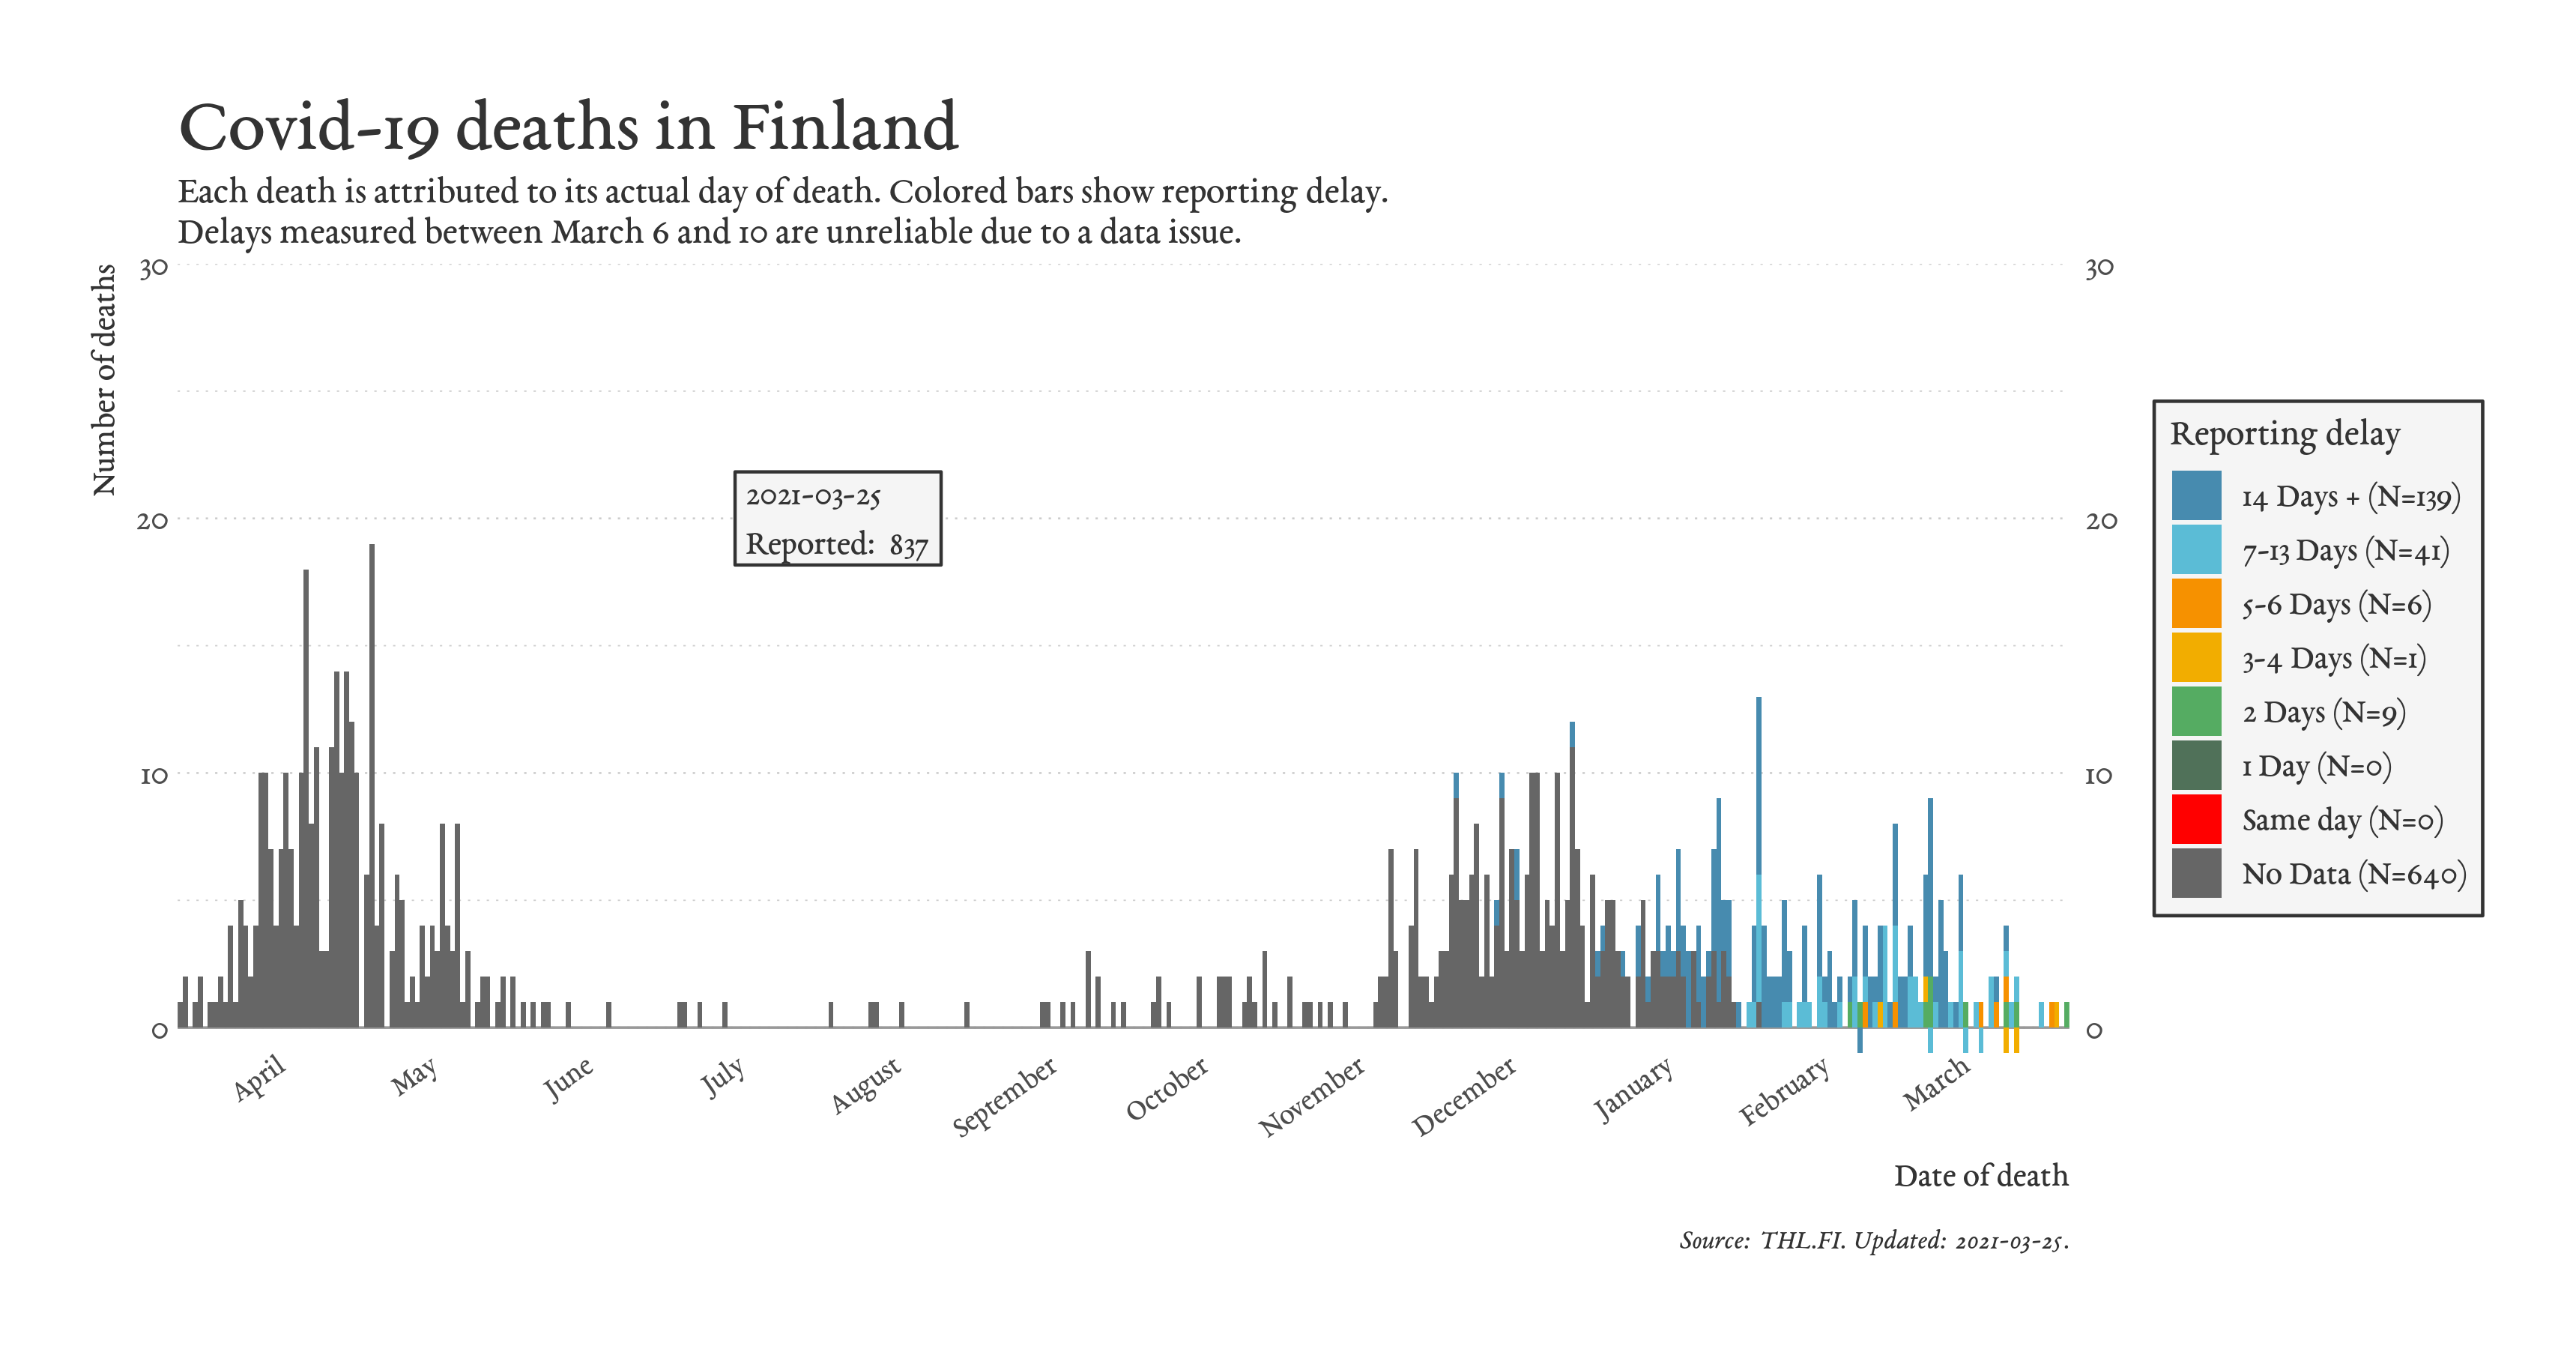 Covid-19 deaths in Finland
Each death is attributed to its actual day of death. Colored bars show reporting delay.
Delays measured between March 6 and 10 are unreliable due to a data issue.
Number of deaths
30
20
10
0
30
20
10
0
2021-03-25
Reported: 837
April
May
June
July
August
September
October
November
December
January
February
March
Date of death
Reporting delay
14 Days + (N=139)
7-13 Days (N=41)
5-6 Days (N=6)
3-4 Days (N=1)
2 Days (N=9)
1 Day (N=0)
Same day (N=0)
No Data (N=640)
Source: THL.FI. Updated: 2021-03-25.